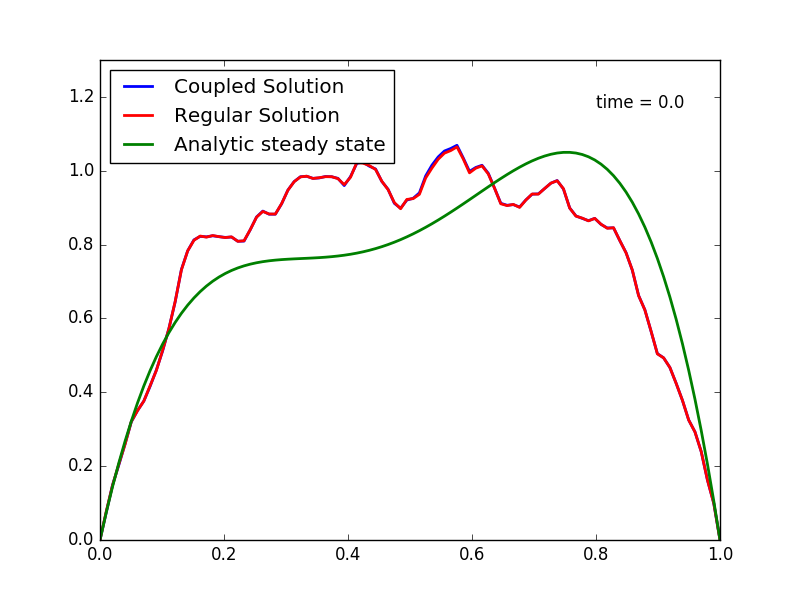 Coupled Solution
Regular Solution
Analytic steady state
time = 0.0
1.2
1.0
0.8
0.6
0.4
0.2
0.0
0.0 0.2 0.4 0.6 0.8 1.0